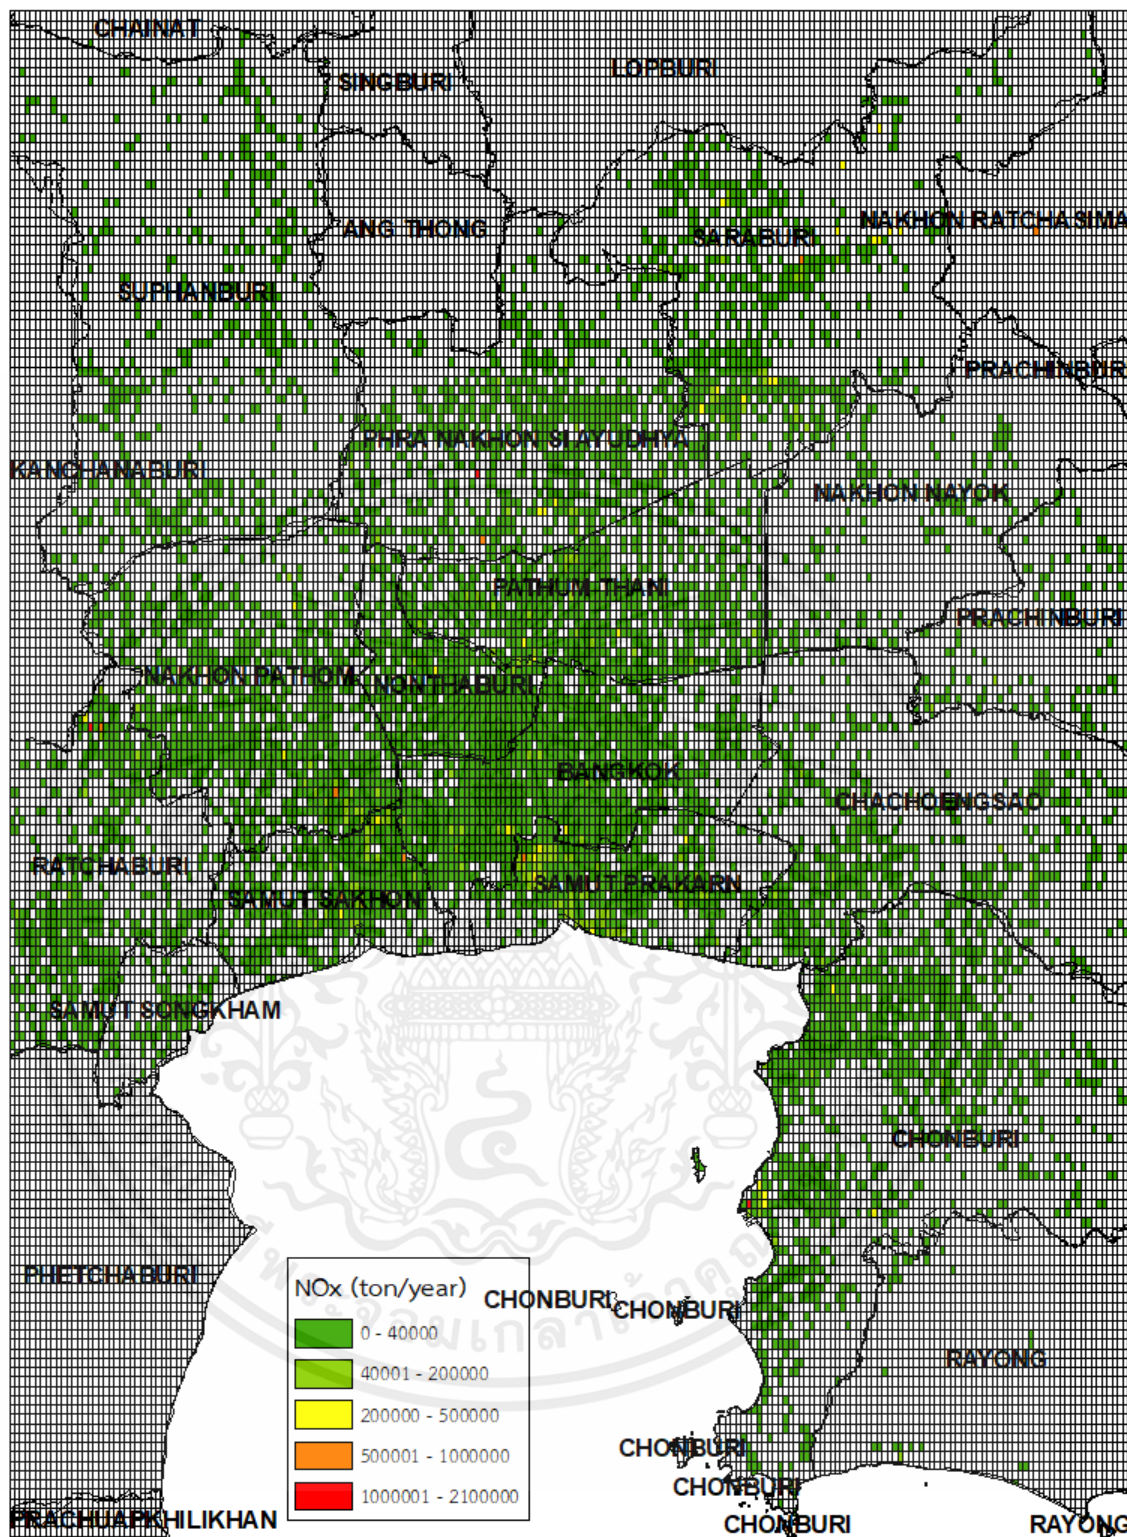 CHAINAT
SINGBURI
LOPBURI
ANG THONG
SARABURI
NAKHON RATCHASIMA
SUPHANBURI
PRACHINBURI
PHRA NAKHON SI AYUDHYA
KANCHANABURI
NAKHON NAYOK
PATHUM THANI
PRACHINBURI
NAKHON PATHOM
NONTHABURI
BANGKOK
CHACHOENGSAO
RATCHABURI
SAMUT PRAKARN
SAMUT SAKHON
SAMUT SONGKHAM
CHONBURI
PHETCHABURI
NOx (ton/year)
0 - 40000
40001 - 200000
200000 - 500000
500001 - 1000000
1000001 - 2100000
CHONBURI
CHONBURI
RAYONG
CHONBURI
CHONBURI
PRACHUAPKHILIKHAN
CHONBURI
RAYONG